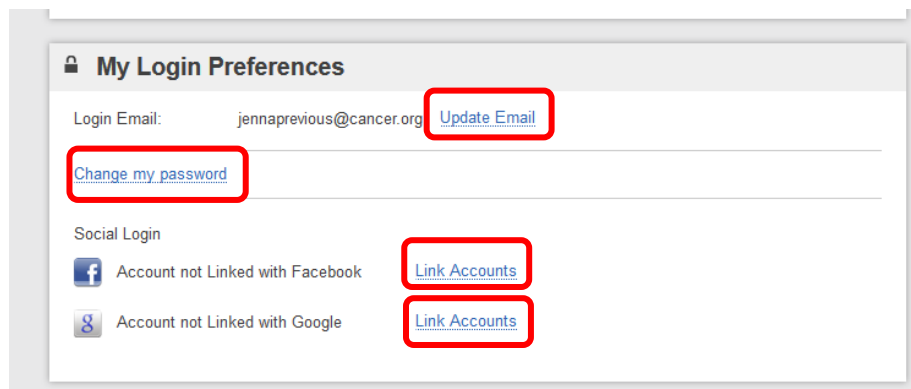 My Login Preferences
Login Email: jennaprevious@cancer.org Update Email
Change my password
Social Login
f Account not Linked with Facebook Link Accounts
g Account not Linked with Google Link Accounts